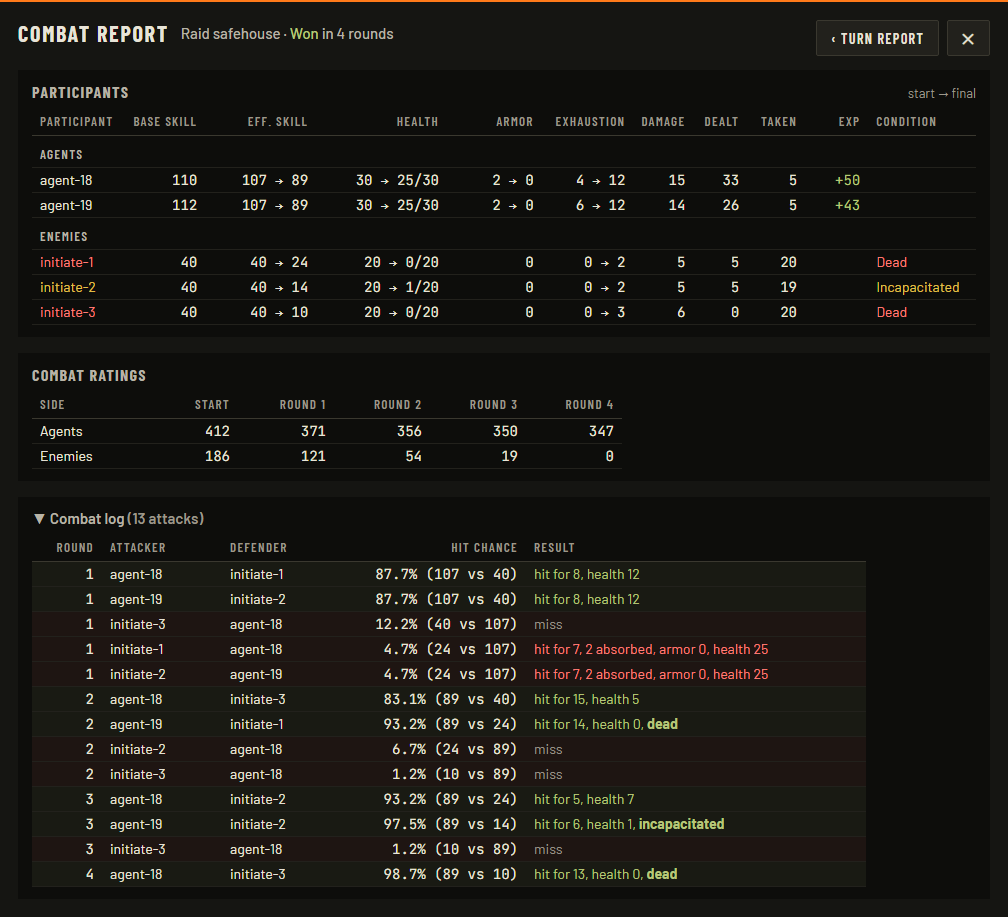 COMBAT REPORT Raid safehouse · Won in 4 rounds ‹ TURN REPORT ✕
PARTICIPANTS start → final
PARTICIPANT BASE SKILL EFF. SKILL HEALTH ARMOR EXHAUSTION DAMAGE DEALT TAKEN EXP CONDITION
AGENTS
agent-18 110 107 → 89 30 → 25/30 2 → 0 4 → 12 15 33 5 +50
agent-19 112 107 → 89 30 → 25/30 2 → 0 6 → 12 14 26 5 +43
ENEMIES
initiate-1 40 40 → 24 20 → 0/20 0 0 → 2 5 5 20 Dead
initiate-2 40 40 → 14 20 → 1/20 0 0 → 2 5 5 19 Incapacitated
initiate-3 40 40 → 10 20 → 0/20 0 0 → 3 6 0 20 Dead
COMBAT RATINGS
SIDE START ROUND 1 ROUND 2 ROUND 3 ROUND 4
Agents 412 371 356 350 347
Enemies 186 121 54 19 0
▼ Combat log (13 attacks)
ROUND ATTACKER DEFENDER HIT CHANCE RESULT
1 agent-18 initiate-1 87.7% (107 vs 40) hit for 8, health 12
1 agent-19 initiate-2 87.7% (107 vs 40) hit for 8, health 12
1 initiate-3 agent-18 12.2% (40 vs 107) miss
1 initiate-1 agent-18 4.7% (24 vs 107) hit for 7, 2 absorbed, armor 0, health 25
1 initiate-2 agent-19 4.7% (24 vs 107) hit for 7, 2 absorbed, armor 0, health 25
2 agent-18 initiate-3 83.1% (89 vs 40) hit for 15, health 5
2 agent-19 initiate-1 93.2% (89 vs 24) hit for 14, health 0, dead
2 initiate-2 agent-18 6.7% (24 vs 89) miss
2 initiate-3 agent-18 1.2% (10 vs 89) miss
3 agent-18 initiate-2 93.2% (89 vs 24) hit for 5, health 7
3 agent-19 initiate-2 97.5% (89 vs 14) hit for 6, health 1, incapacitated
3 initiate-3 agent-18 1.2% (10 vs 89) miss
4 agent-18 initiate-3 98.7% (89 vs 10) hit for 13, health 0, dead